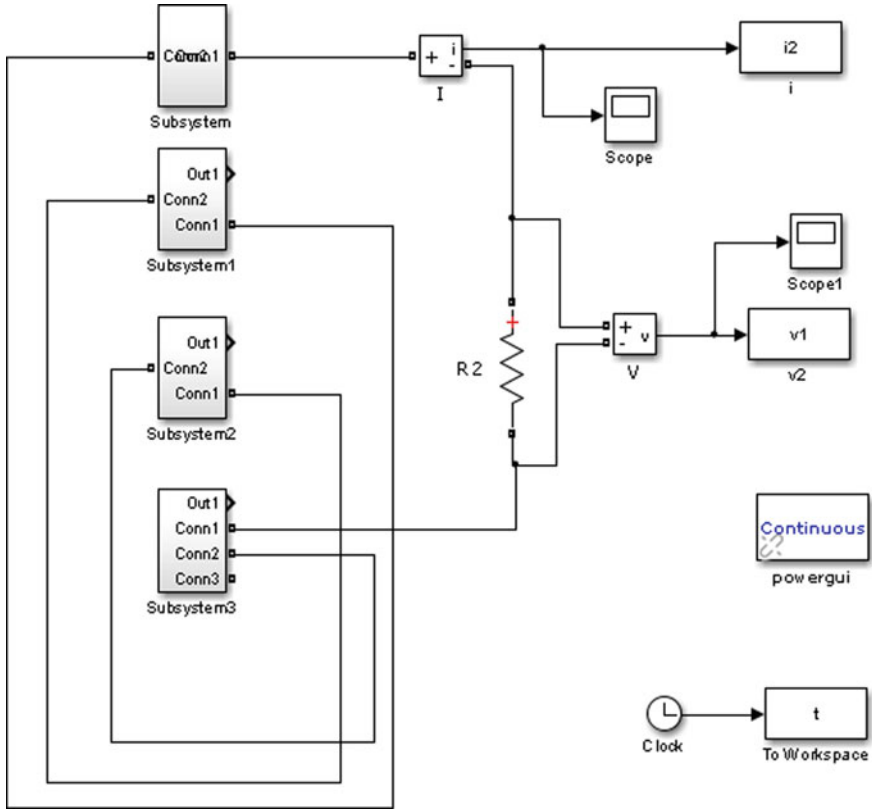 Conn1
Subsystem
+
i
-
I
i2
i
Scope
Out1
Conn2
Conn1
Subsystem1
Scope1
Out1
Conn2
Conn1
Subsystem2
+
R2
+
-
v
V
v1
v2
Out1
Conn1
Conn2
Conn3
Subsystem3
Continuous
powergui
Clock
t
To Workspace